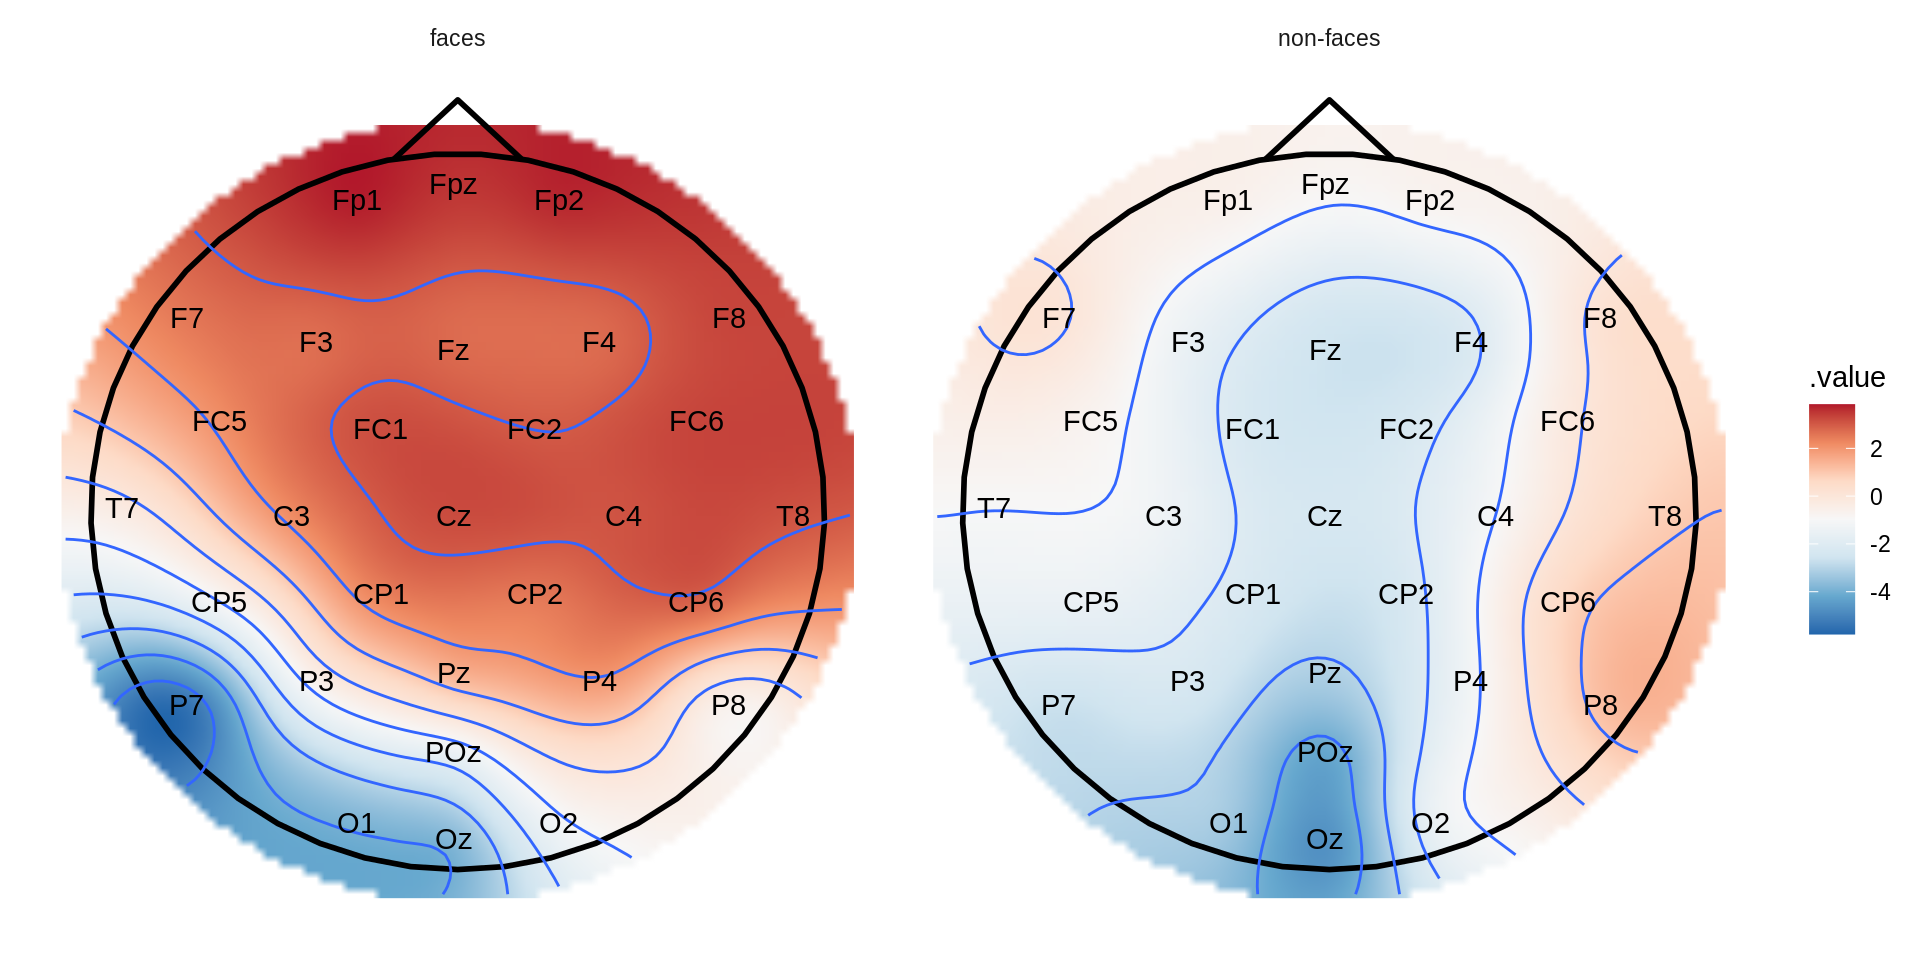 faces
non-faces
Fp1 Fpz Fp2
F7 F3 Fz F4 F8
FC5 FC1 FC2 FC6
T7 C3 Cz C4 T8
CP5 CP1 CP2 CP6
P7 P3 Pz P4 P8
POz
O1 Oz O2
Fp1 Fpz Fp2
F7 F3 Fz F4 F8
FC5 FC1 FC2 FC6
T7 C3 Cz C4 T8
CP5 CP1 CP2 CP6
P7 P3 Pz P4 P8
POz
O1 Oz O2
.value
2
0
-2
-4